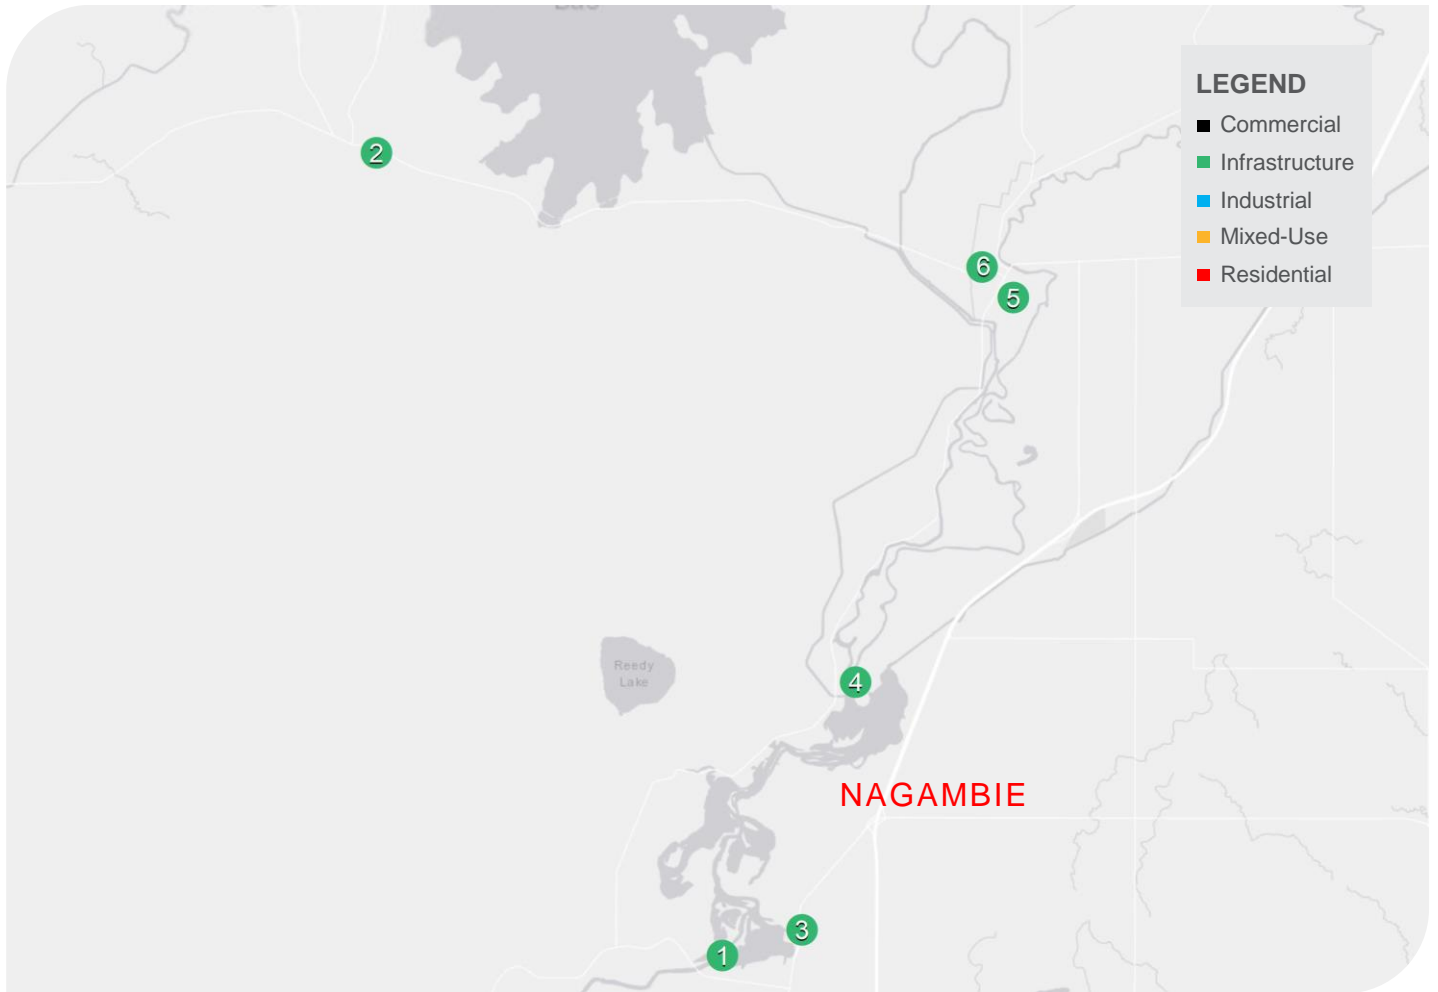 LEGEND
Commercial
Infrastructure
Industrial
Mixed-Use
Residential
2
6
5
Reedy
Lake
4
NAGAMBIE
3
1